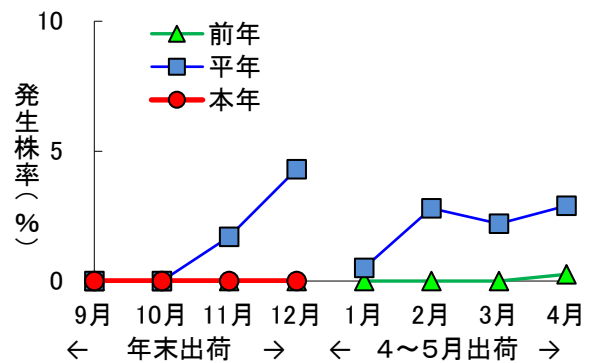 10
5
0
発生株率（%）
前年
平年
本年
9月 10月 11月 12月 1月 2月 3月 4月
← 年末出荷 → ← 4～5月出荷 →